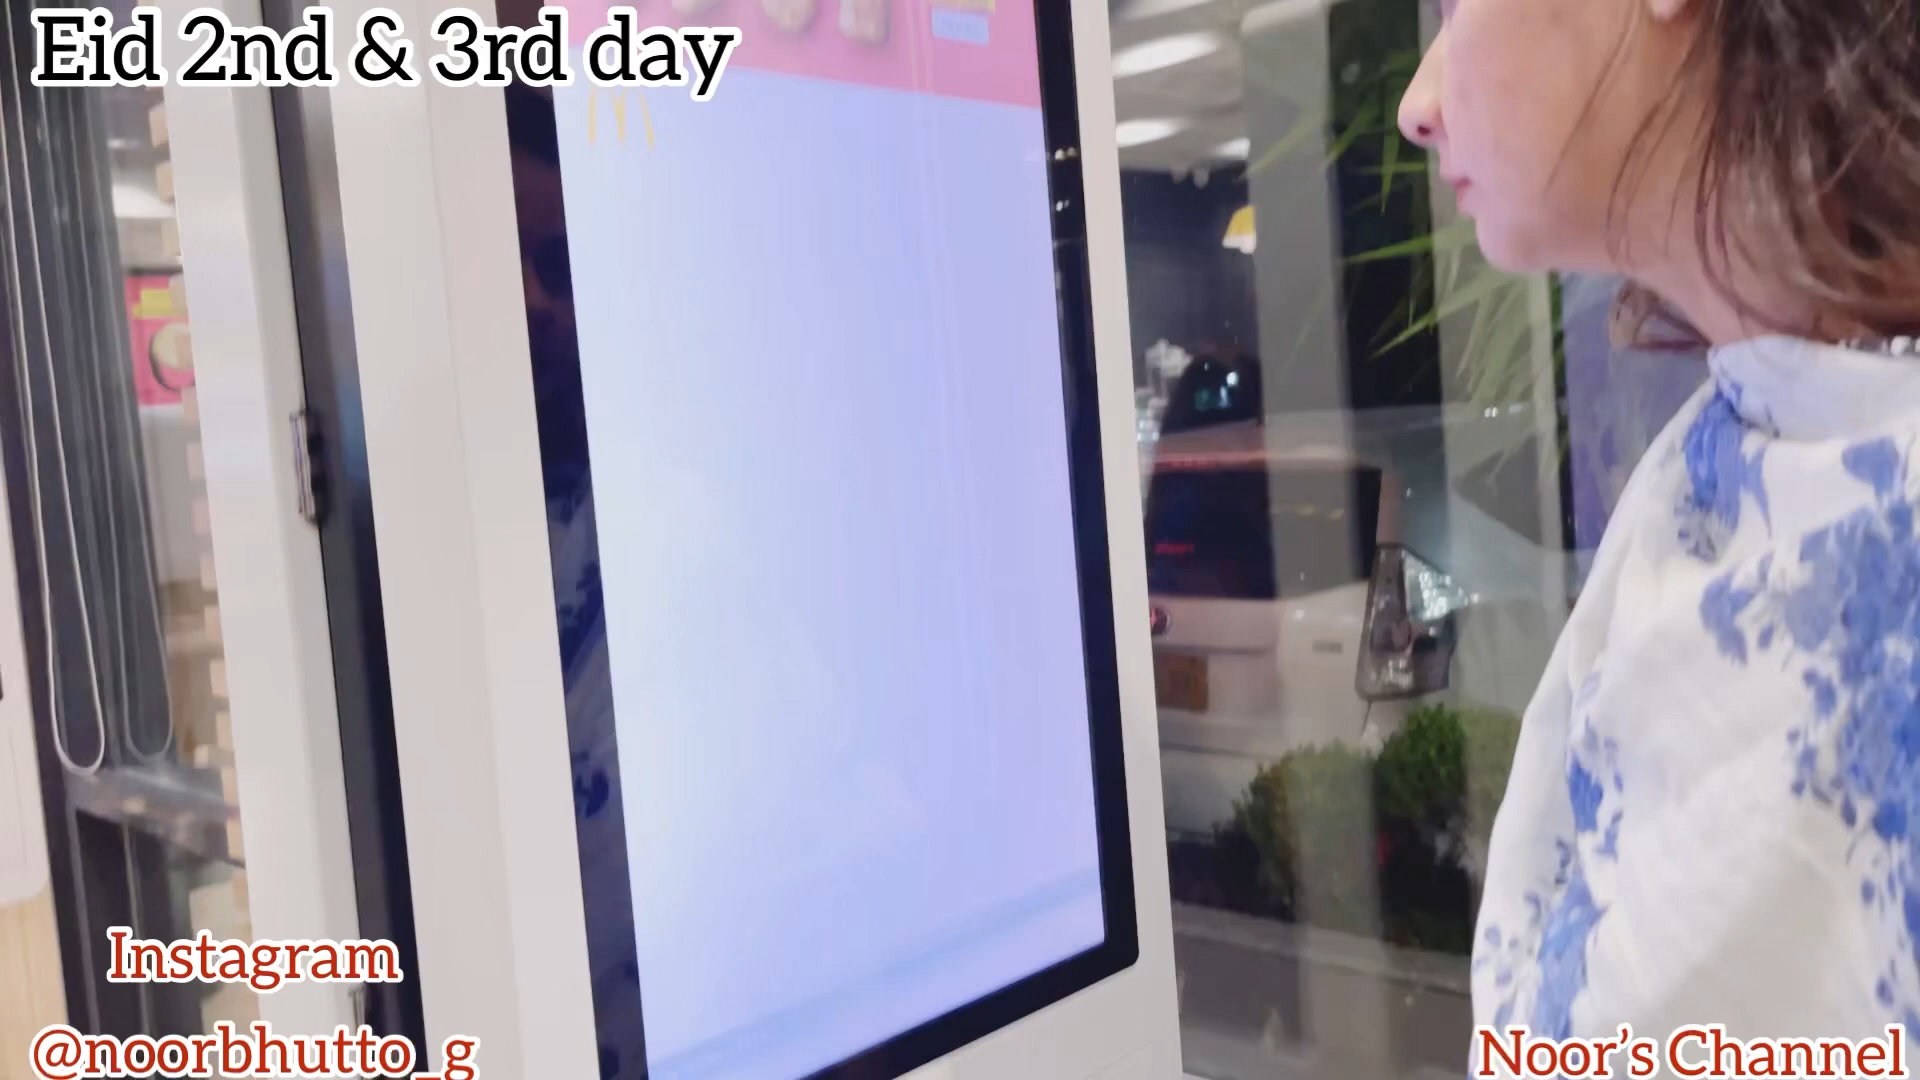 Eid 2nd & 3rd day
Instagram
@noorbhutto_g
Noor's Channel